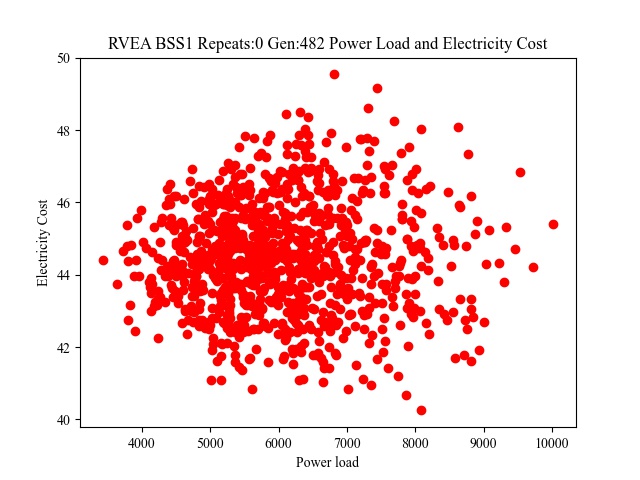 RVEA BSS1 Repeats:0 Gen:482 Power Load and Electricity Cost
50
48
46
44
42
40
Electricity Cost
4000 5000 6000 7000 8000 9000 10000
Power load